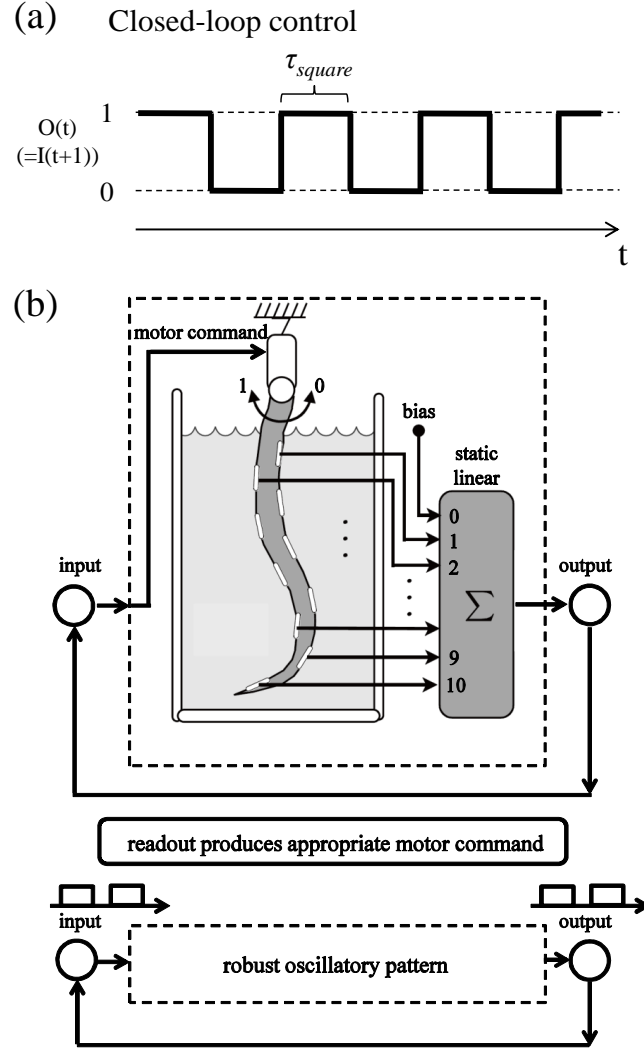 (a) Closed-loop control
τsquare
1
O(t)
(=I(t+1))
0
t
(b)
motor command
1 0
bias
static
linear
0
1
2
input
output
Σ
9
10
readout produces appropriate motor command
input
output
robust oscillatory pattern